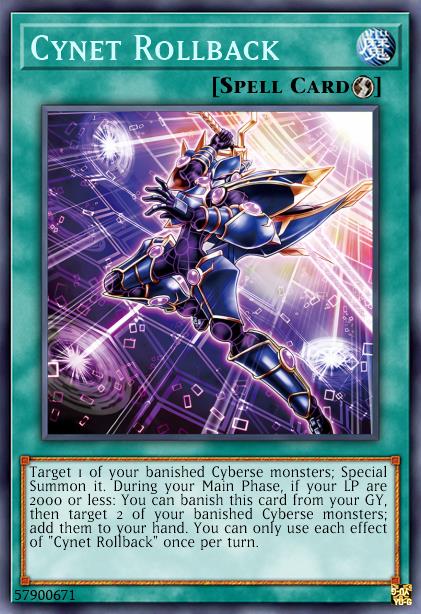 Cynet Rollback
魔
[Spell Card]
Target 1 of your banished Cyberse monsters; Special
Summon it. During your Main Phase, if your LP are
2000 or less: You can banish this card from your GY,
then target 2 of your banished Cyberse monsters;
add them to your hand. You can only use each effect
of "Cynet Rollback" once per turn.
57900671